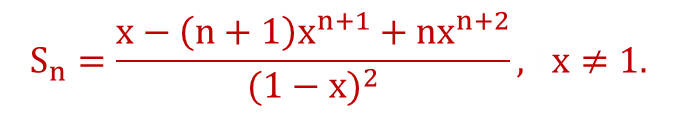 Sₙ = (x − (n + 1)xⁿ⁺¹ + nxⁿ⁺²) / (1 − x)², x ≠ 1.